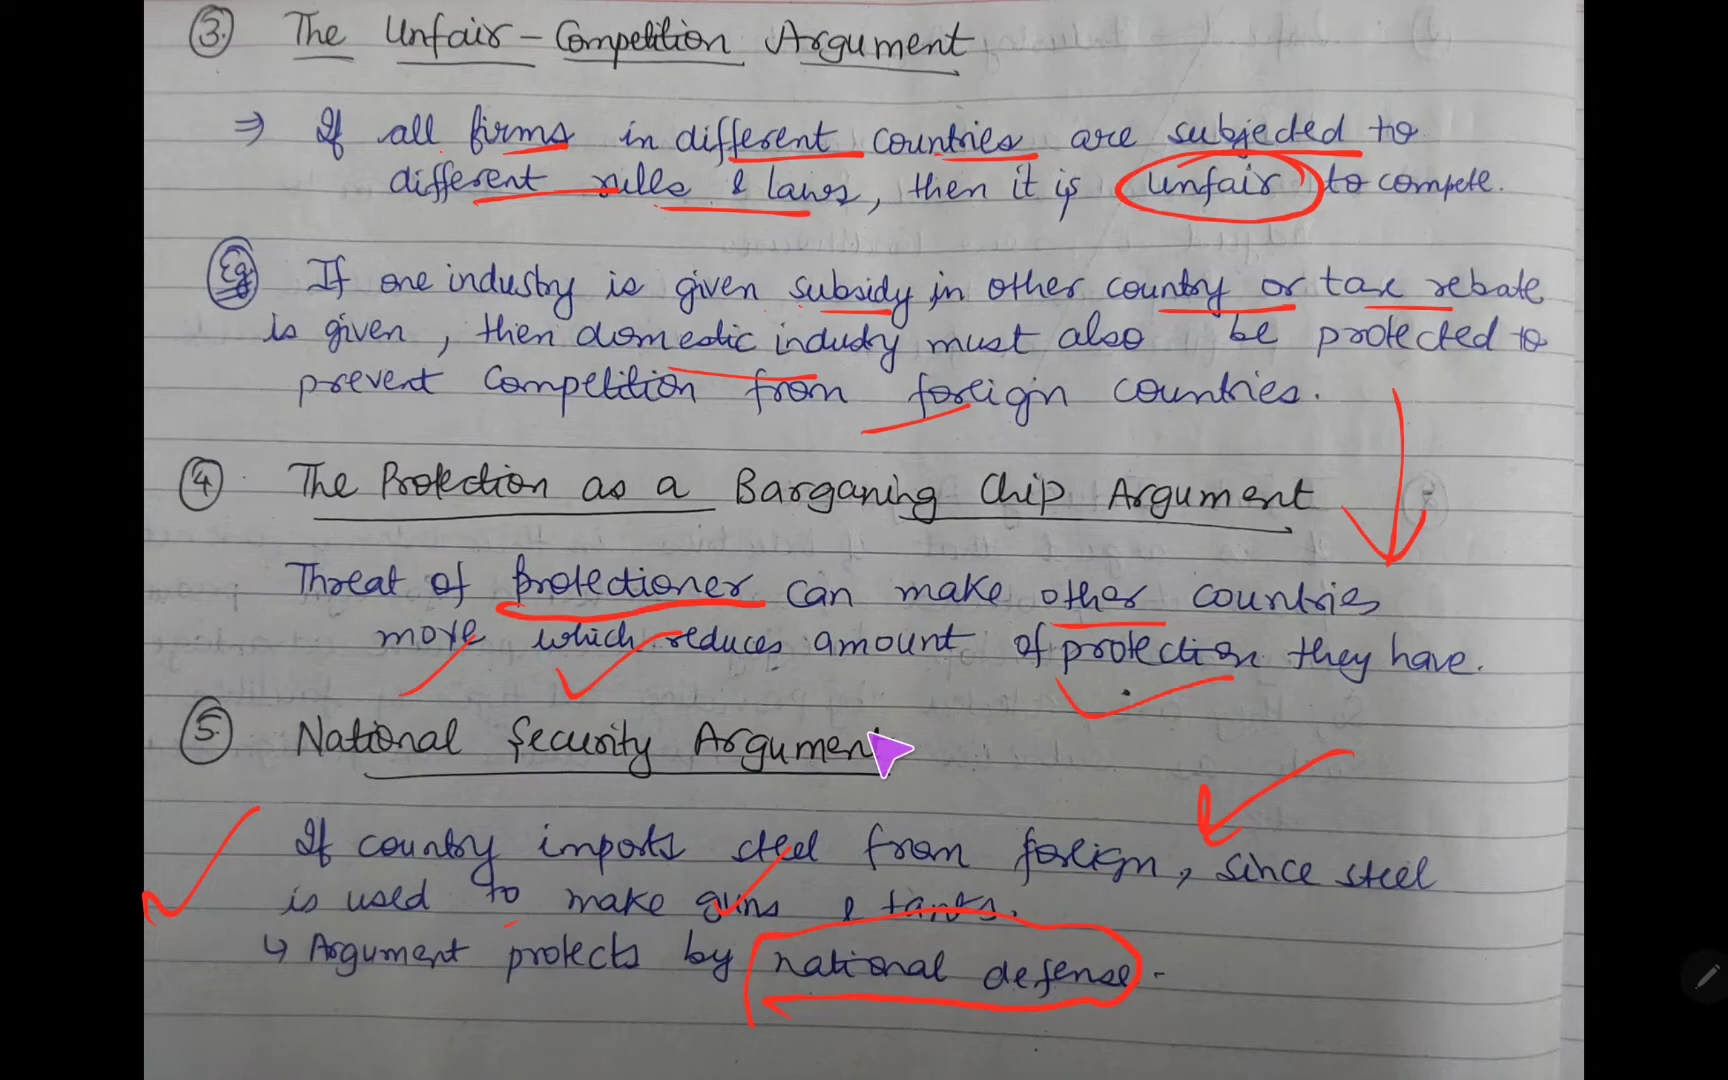 ③ The Unfair-Competition Argument
⇒ If all firms in different countries are subjected to
different rules & laws, then it is unfair to compete.
Eg If one industry is given subsidy in other country or tax rebate
is given, then domestic industry must also be protected to
prevent competition from foreign countries.
④ The Protection as a Barganing Chip Argument
Threat of protectioner can make other countries
more which reduces amount of protection they have.
⑤ National Security Argument
If country imports steel from foreign, since steel
is used to make guns & tanks.
↳ Argument protects by national defense.